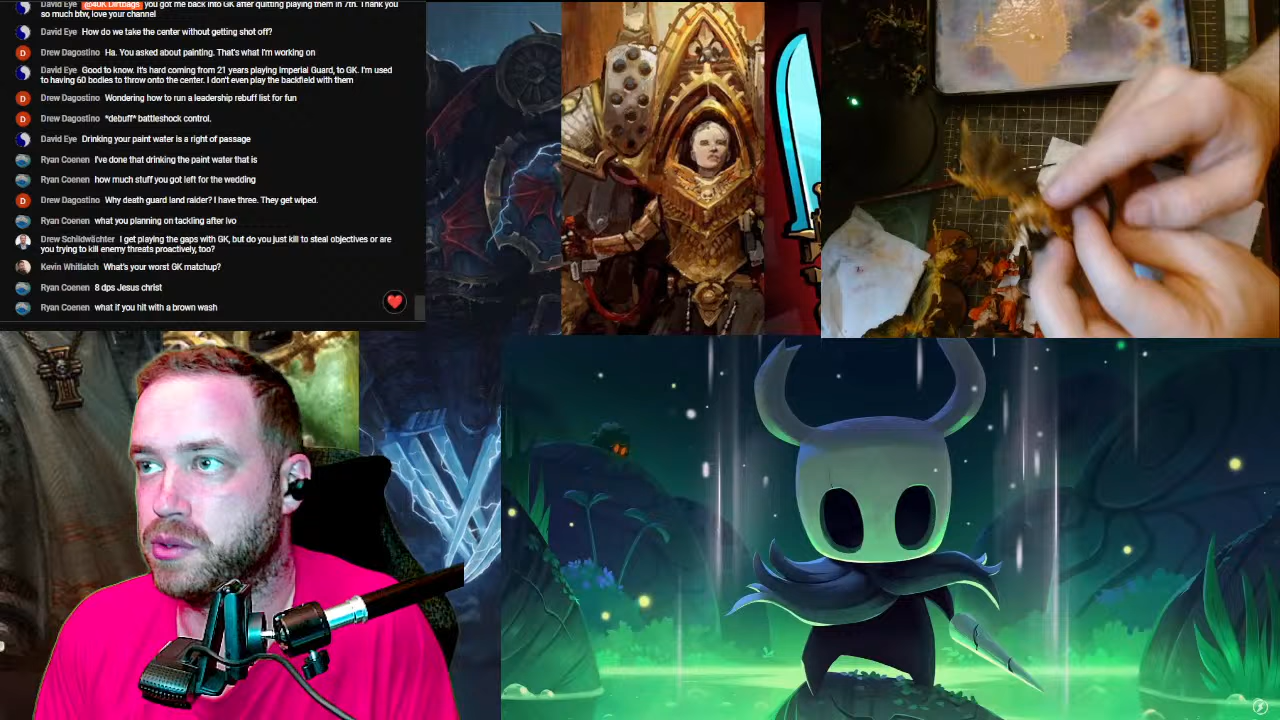 David Eye @40K Dirtbags you got me back into GK after quitting playing them in 7th. Thank you
so much btw, love your channel
David Eye How do we take the center without getting shot off?
D Drew Dagostino Ha. You asked about painting. That's what I'm working on
David Eye Good to know. It's hard coming from 21 years playing Imperial Guard, to GK. I'm used
to having 60 bodies to throw onto the center. I don't even play the backfield with them
D Drew Dagostino Wondering how to run a leadership rebuff list for fun
D Drew Dagostino *debuff* battleshock control.
David Eye Drinking your paint water is a right of passage
Ryan Coenen I've done that drinking the paint water that is
Ryan Coenen how much stuff you got left for the wedding
D Drew Dagostino Why death guard land raider? I have three. They get wiped.
Ryan Coenen what you planning on tackling after Ivo
Drew Schildwächter I get playing the gaps with GK, but do you just kill to steal objectives or are
you trying to kill enemy threats proactively, too?
Kevin Whitlatch What's your worst GK matchup?
Ryan Coenen 8 dps Jesus christ
Ryan Coenen what if you hit with a brown wash